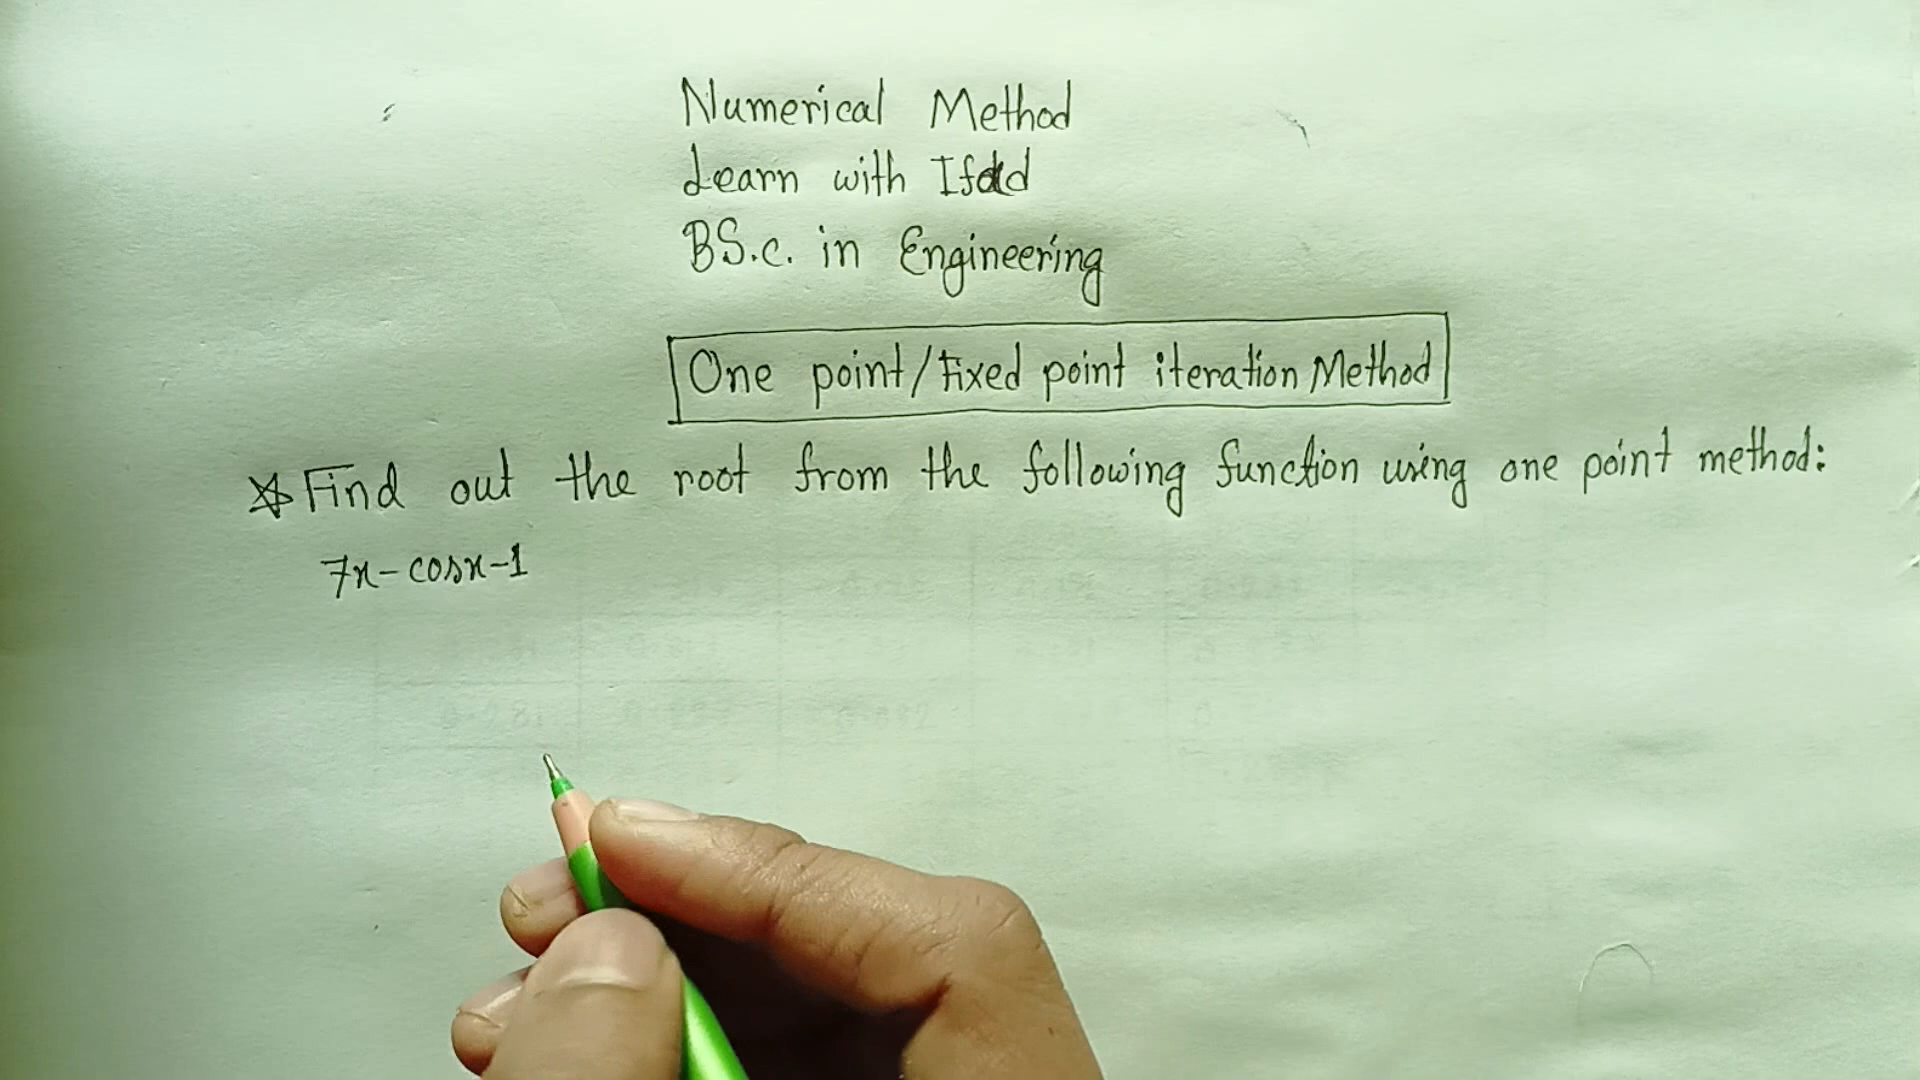 Numerical Method
Learn with Ifad
BS.c. in Engineering
One point/Fixed point iteration Method
Find out the root from the following function using one point method:
7x-cosx-1